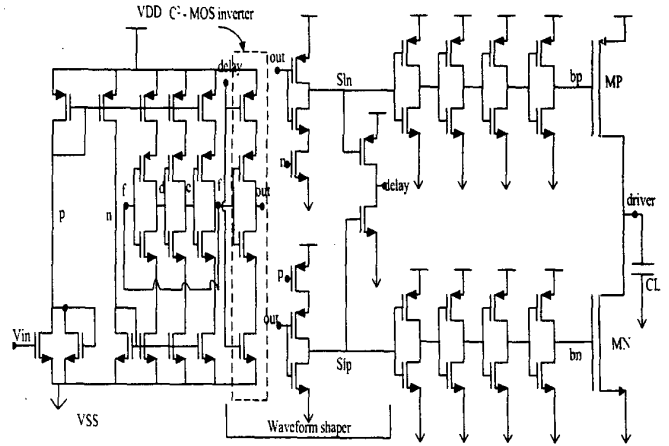 VDD C²-MOS inverter
delay
out
Sln
bp
MP
n
delay
f
d
c
f
out
p
n
driver
CL
p
out
Vin
Slp
bn
MN
VSS
Waveform shaper